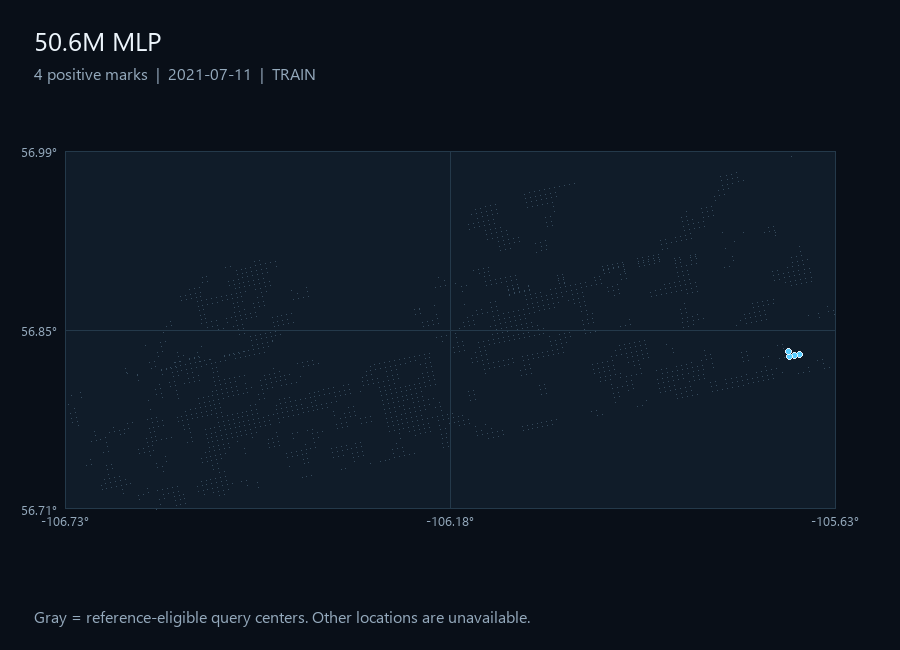 50.6M MLP
4 positive marks | 2021-07-11 | TRAIN
56.99°
56.85°
56.71°
-106.73°
-106.18°
-105.63°
Gray = reference-eligible query centers. Other locations are unavailable.